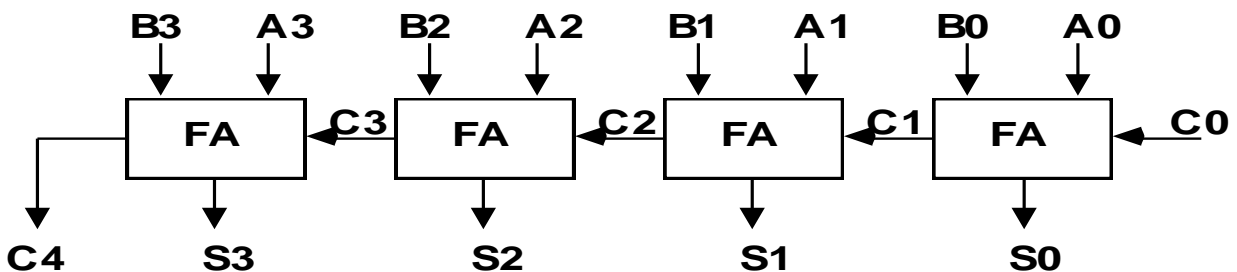 B3 A3 B2 A2 B1 A1 B0 A0
FA C3 FA C2 FA C1 FA C0
C4 S3 S2 S1 S0